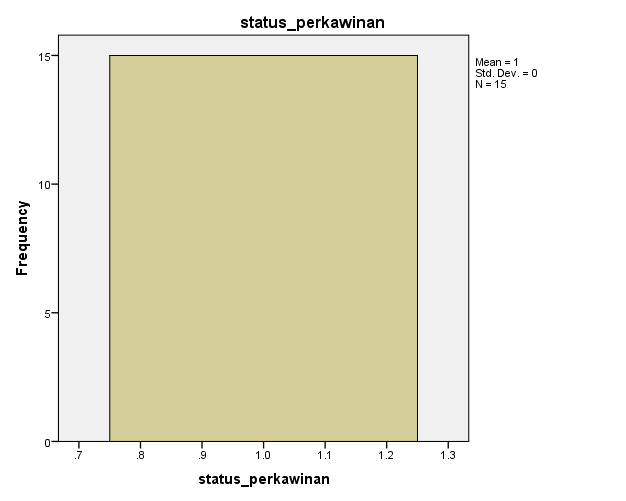 status_perkawinan
Mean = 1
Std. Dev. = 0
N = 15
15
10
5
0
Frequency
.7 .8 .9 1.0 1.1 1.2 1.3
status_perkawinan